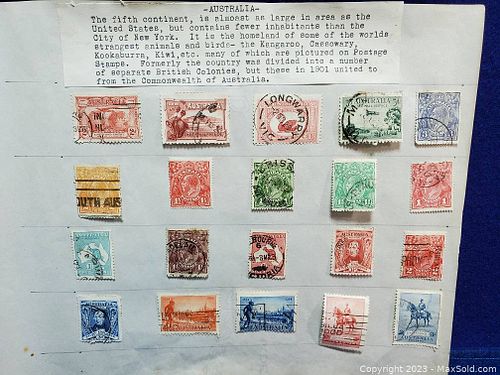 -AUSTRALIA-
The fifth continent, is almost as large in area as the
United States, but contains fewer inhabitants than the
City of New York. It is the homeland of some of the worlds
strangest animals and birds- the Kangaroo, Cassowary,
Kookaburra, Kiwi,etc. many of which are pictured on Postage
Stamps. Formerly the country was divided into a number
of separate British Colonies, but these in 1901 united to
from the Commonwealth of Australia.
LONGWARRY
AUSTRALIA
SOUTH AUS
Copyright 2023 - MaxSold.com